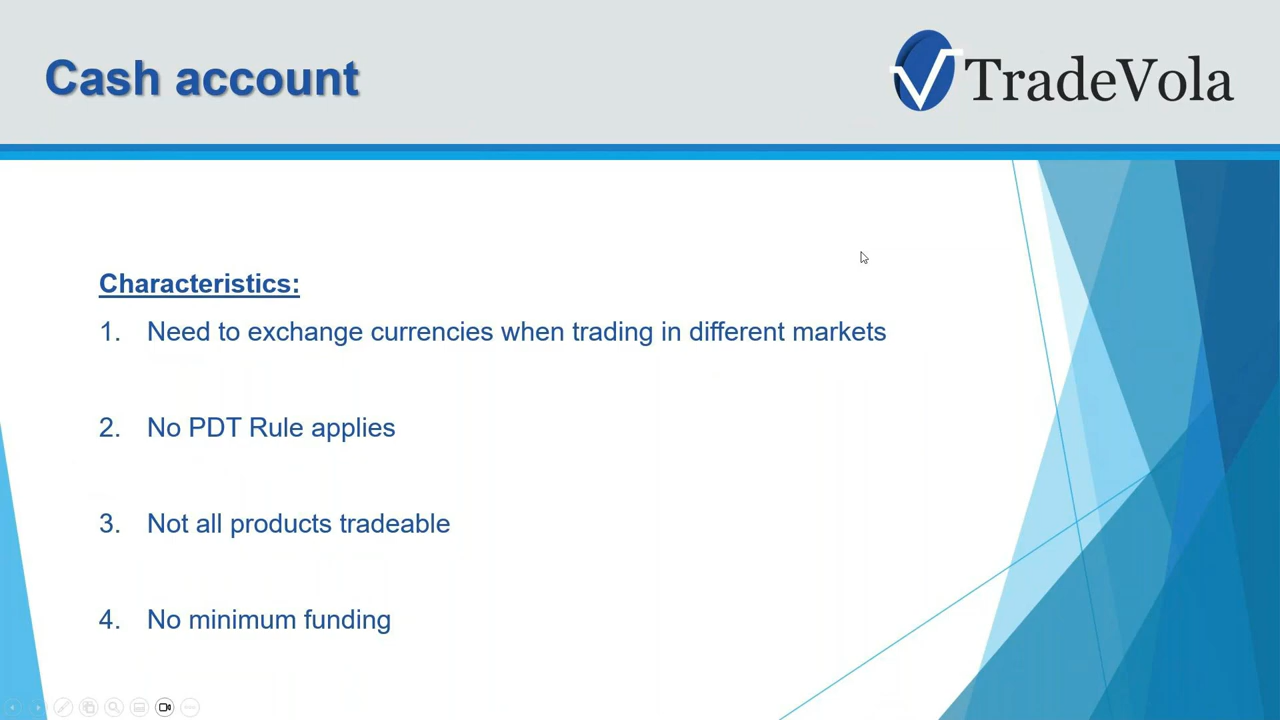 Cash account
TradeVola
Characteristics:
1. Need to exchange currencies when trading in different markets
2. No PDT Rule applies
3. Not all products tradeable
4. No minimum funding